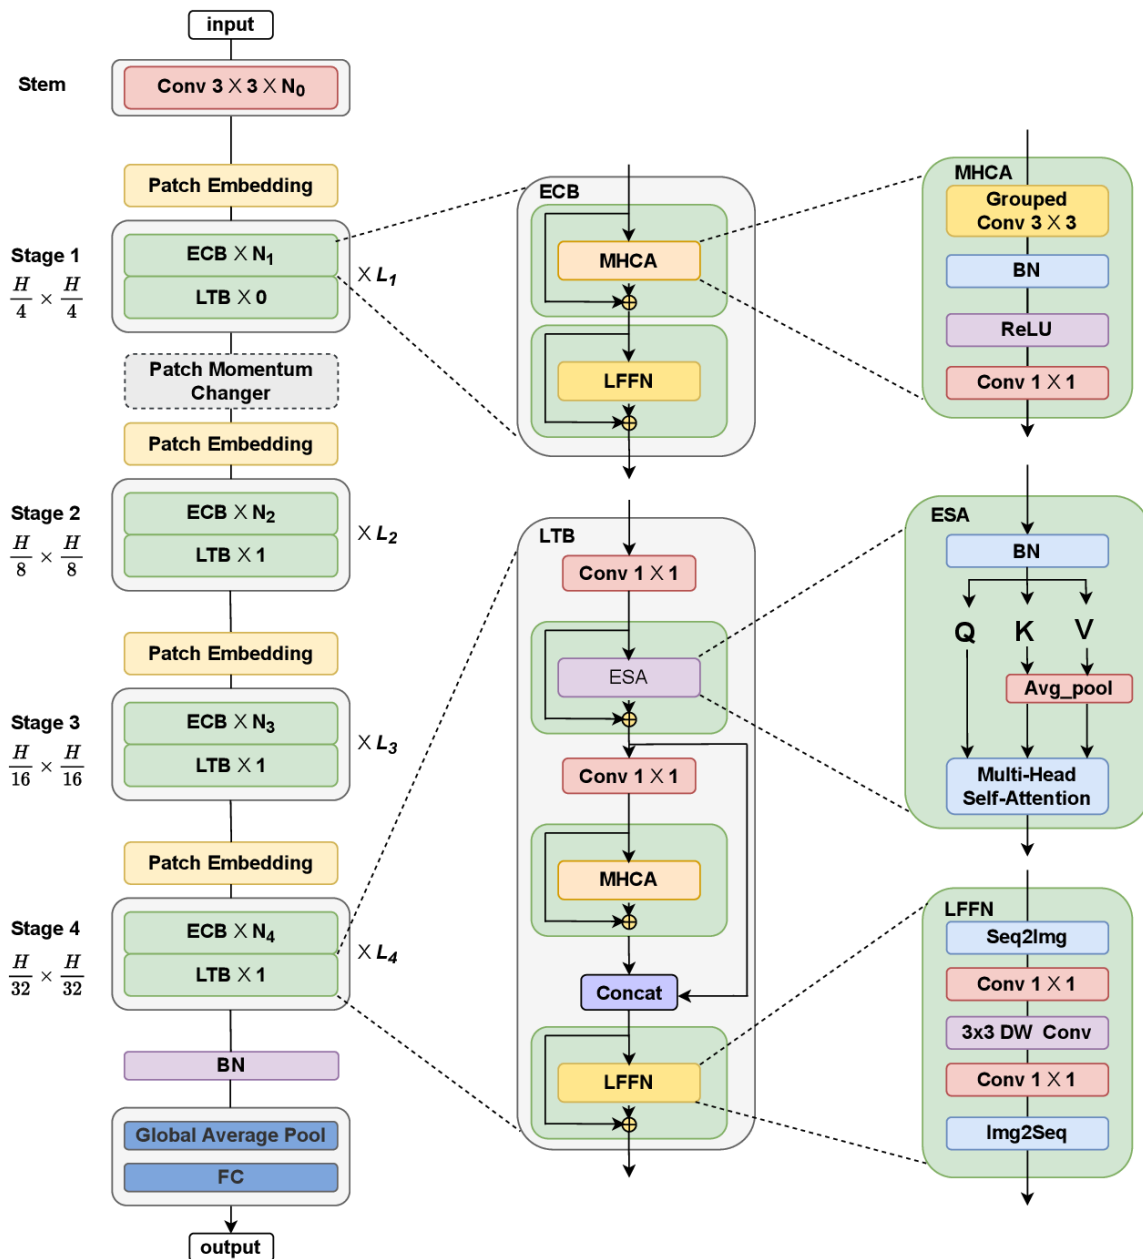 input
Stem
Conv 3 X 3 X N₀
Patch Embedding
Stage 1
H/4 × H/4
ECB X N₁
LTB X 0
X L₁
Patch Momentum
Changer
Patch Embedding
Stage 2
H/8 × H/8
ECB X N₂
LTB X 1
X L₂
Patch Embedding
Stage 3
H/16 × H/16
ECB X N₃
LTB X 1
X L₃
Patch Embedding
Stage 4
H/32 × H/32
ECB X N₄
LTB X 1
X L₄
BN
Global Average Pool
FC
output
ECB
MHCA
LFFN
LTB
Conv 1 X 1
ESA
Conv 1 X 1
MHCA
Concat
LFFN
MHCA
Grouped
Conv 3 X 3
BN
ReLU
Conv 1 X 1
ESA
BN
Q K V
Avg_pool
Multi-Head
Self-Attention
LFFN
Seq2Img
Conv 1 X 1
3x3 DW Conv
Conv 1 X 1
Img2Seq